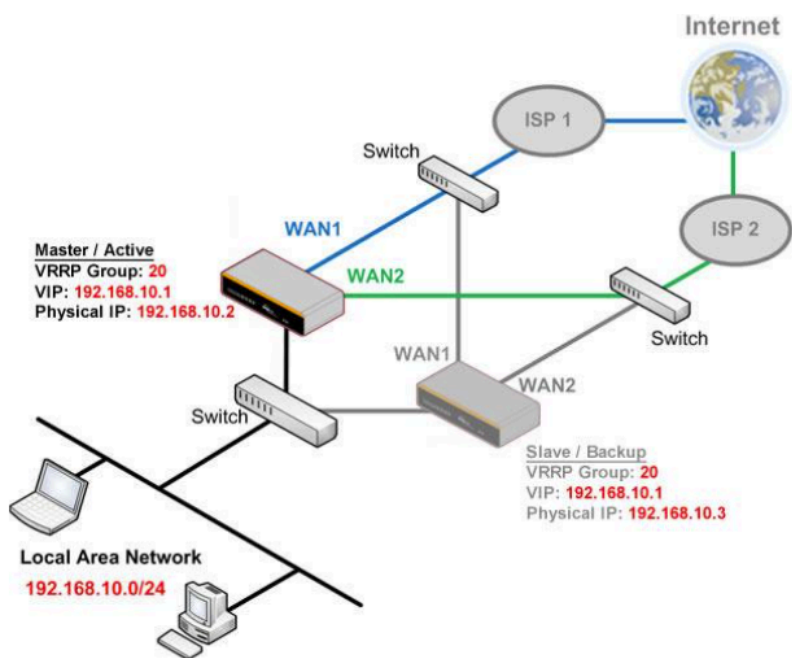 Internet
ISP 1
Switch
WAN1
Master / Active
VRRP Group: 20
VIP: 192.168.10.1
Physical IP: 192.168.10.2
WAN2
ISP 2
Switch
WAN1
WAN2
Switch
Slave / Backup
VRRP Group: 20
VIP: 192.168.10.1
Physical IP: 192.168.10.3
Local Area Network
192.168.10.0/24